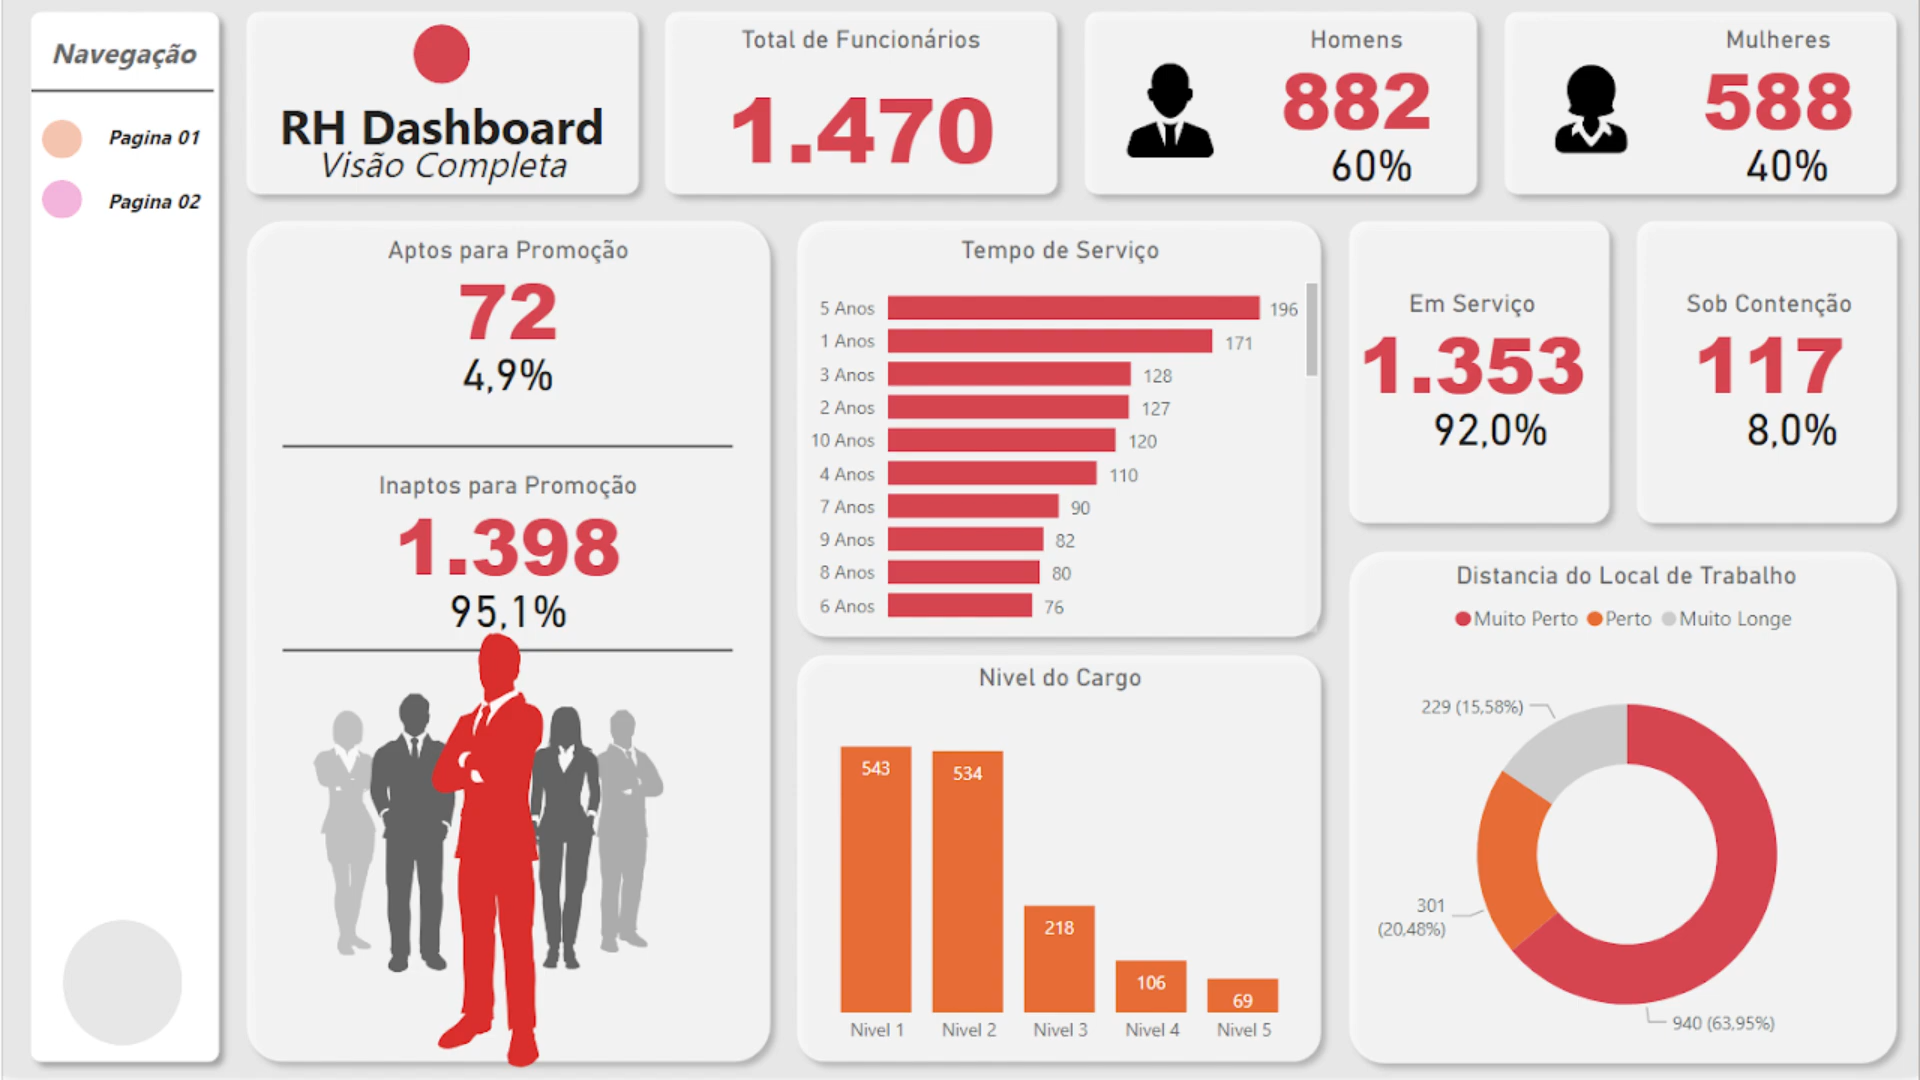 Navegação
Pagina 01
Pagina 02
RH Dashboard
Visão Completa
Total de Funcionários
1.470
Homens
882
60%
Mulheres
588
40%
Aptos para Promoção
72
4,9%
Inaptos para Promoção
1.398
95,1%
Tempo de Serviço
5 Anos 196
1 Anos 171
3 Anos 128
2 Anos 127
10 Anos 120
4 Anos 110
7 Anos 90
9 Anos 82
8 Anos 80
6 Anos 76
Nivel do Cargo
543 534 218 106 69
Nivel 1 Nivel 2 Nivel 3 Nivel 4 Nivel 5
Em Serviço
1.353
92,0%
Sob Contenção
117
8,0%
Distancia do Local de Trabalho
Muito Perto Perto Muito Longe
229 (15,58%)
301
(20,48%)
940 (63,95%)